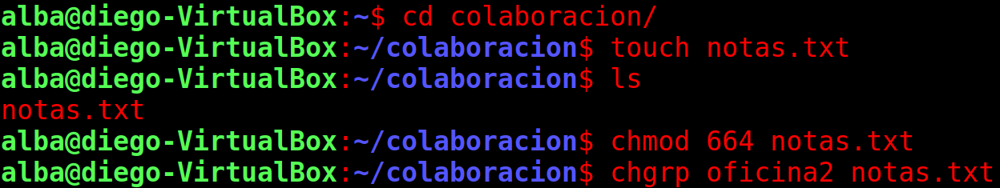 alba@diego-VirtualBox:~$ cd colaboracion/
alba@diego-VirtualBox:~/colaboracion$ touch notas.txt
alba@diego-VirtualBox:~/colaboracion$ ls
notas.txt
alba@diego-VirtualBox:~/colaboracion$ chmod 664 notas.txt
alba@diego-VirtualBox:~/colaboracion$ chgrp oficina2 notas.txt